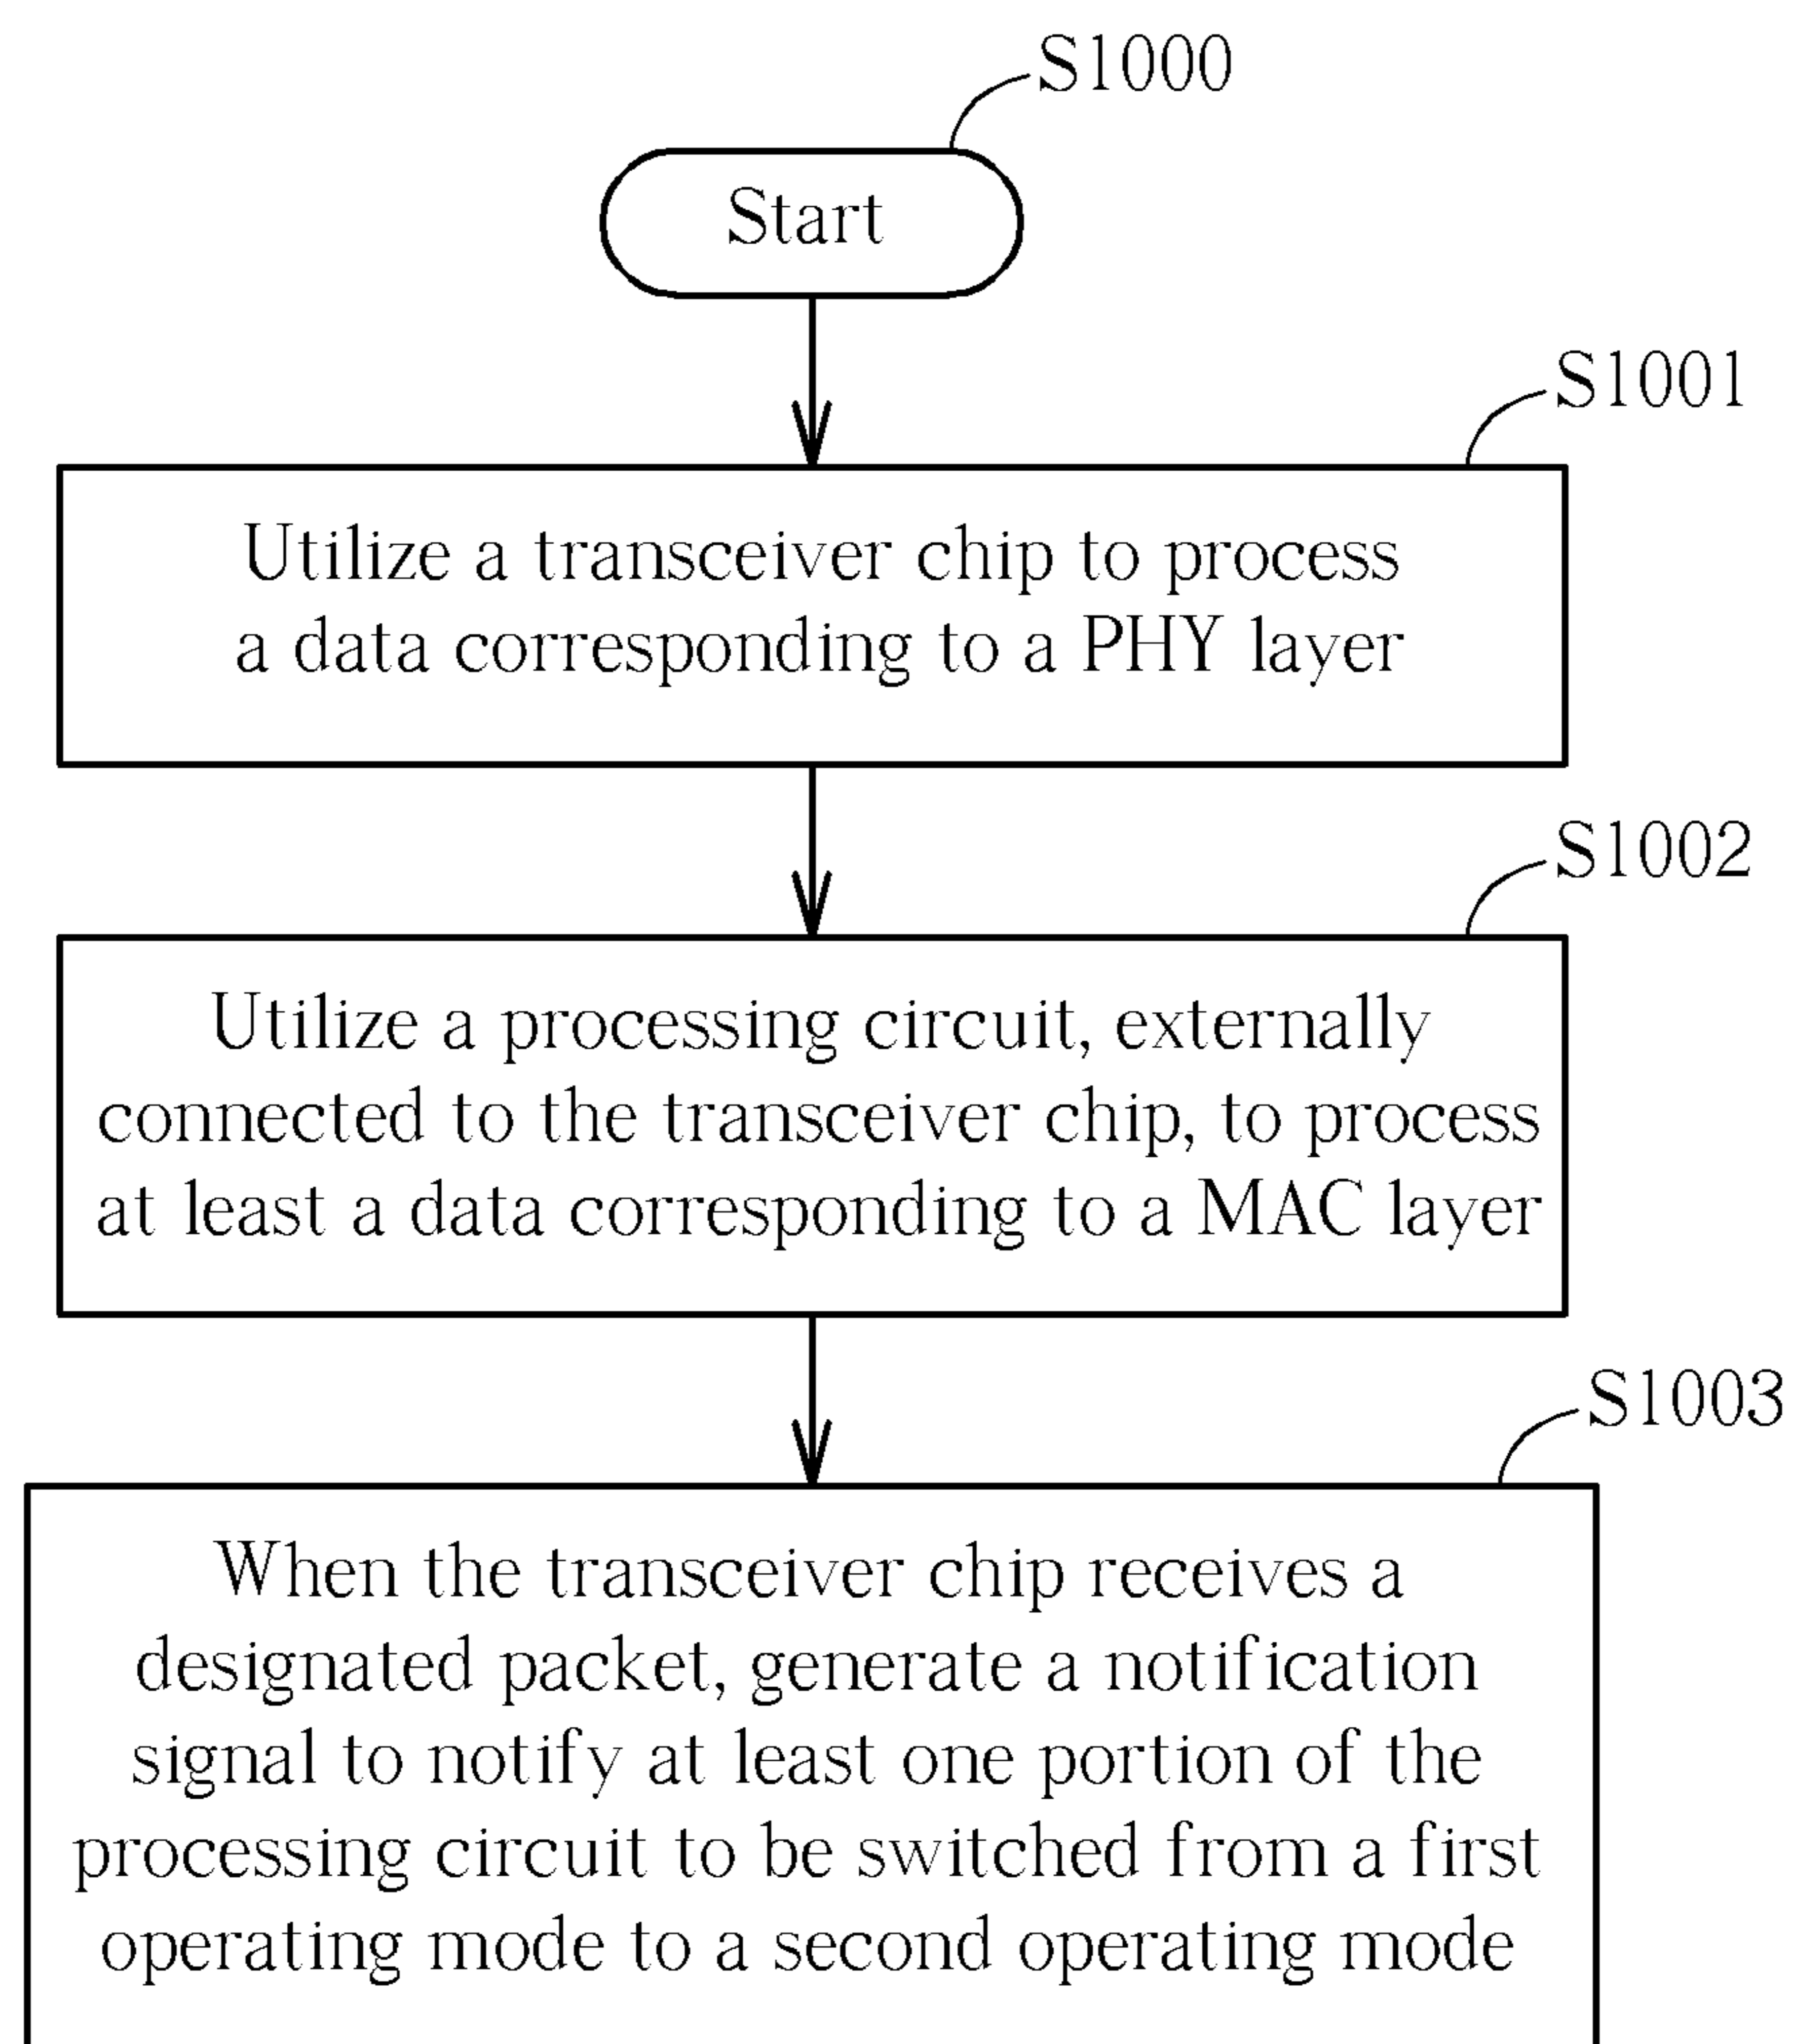 S1000
Start
S1001
Utilize a transceiver chip to process
a data corresponding to a PHY layer
S1002
Utilize a processing circuit, externally
connected to the transceiver chip, to process
at least a data corresponding to a MAC layer
S1003
When the transceiver chip receives a
designated packet, generate a notification
signal to notify at least one portion of the
processing circuit to be switched from a first
operating mode to a second operating mode